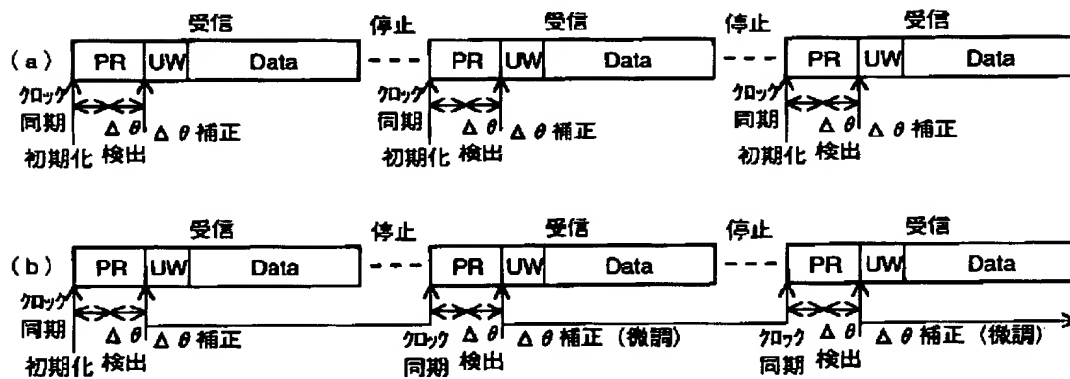 受信 停止 受信 停止 受信
(a) PR UW Data PR UW Data PR UW Data
クロック クロック クロック
同期 Δθ Δθ補正 同期 Δθ Δθ補正 同期 Δθ Δθ補正
初期化 検出 初期化 検出 初期化 検出
受信 停止 受信 停止 受信
(b) PR UW Data PR UW Data PR UW Data
クロック
同期 Δθ Δθ補正 クロック Δθ Δθ補正(微調) クロック Δθ Δθ補正(微調)
初期化 検出 同期 検出 同期 検出